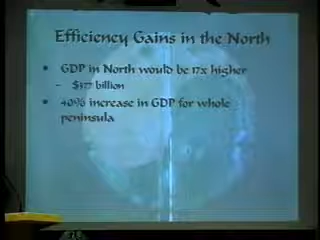 Efficiency Gains in the North
• GDP in North would be 17x higher
– $377 billion
• 40% increase in GDP for whole
peninsula